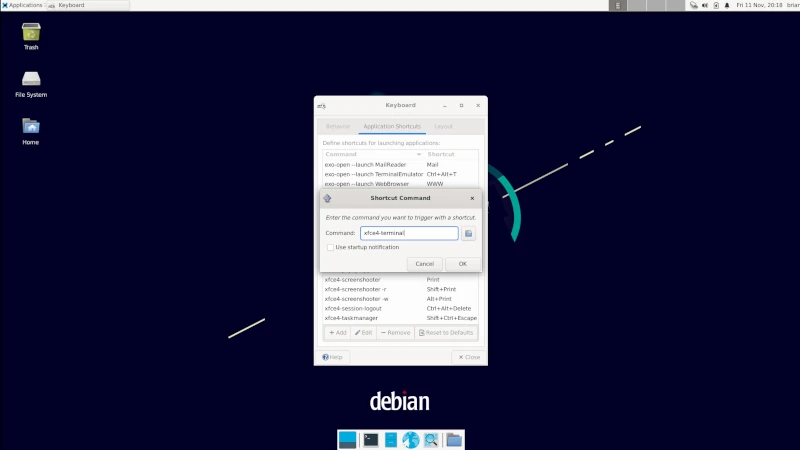 Applications
Keyboard
Fri 11 Nov, 20:18 brian
Trash
File System
Home
Keyboard
Behavior
Application Shortcuts
Layout
Define shortcuts for launching applications:
Command Shortcut
exo-open --launch MailReader Mail
exo-open --launch TerminalEmulator Ctrl+Alt+T
exo-open --launch WebBrowser WWW
Shortcut Command
Enter the command you want to trigger with a shortcut.
Command: xfce4-terminal
Use startup notification
Cancel OK
xfce4-screenshooter Print
xfce4-screenshooter -r Shift+Print
xfce4-screenshooter -w Alt+Print
xfce4-session-logout Ctrl+Alt+Delete
xfce4-taskmanager Shift+Ctrl+Escape
+ Add Edit − Remove Reset to Defaults
Help × Close
debian